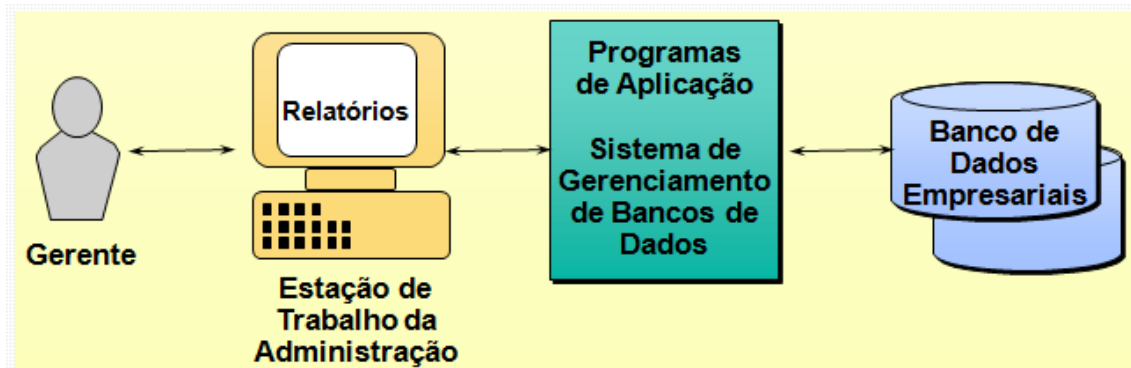 Gerente
Relatórios
Estação de
Trabalho da
Administração
Programas
de Aplicação
Sistema de
Gerenciamento
de Bancos de
Dados
Banco de
Dados
Empresariais